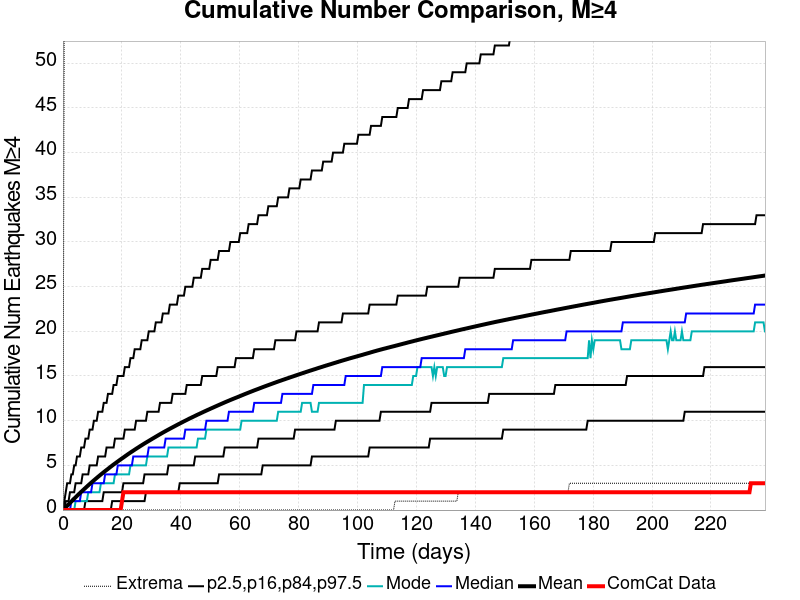 Cumulative Number Comparison, M≥4
Cumulative Num Earthquakes M≥4
50
45
40
35
30
25
20
15
10
5
0
0 20 40 60 80 100 120 140 160 180 200 220
Time (days)
Extrema p2.5,p16,p84,p97.5 Mode Median Mean ComCat Data